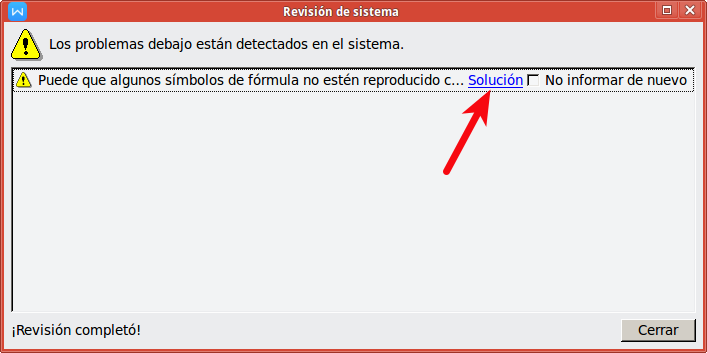 Revisión de sistema
Los problemas debajo están detectados en el sistema.
Puede que algunos símbolos de fórmula no estén reproducido c... Solución No informar de nuevo
¡Revisión completó!
Cerrar